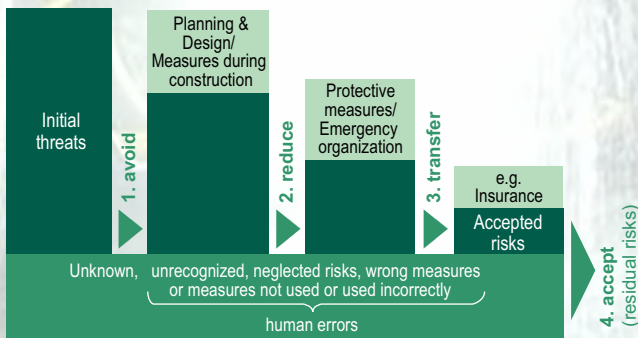 Initial
threats
1. avoid
Planning &
Design/
Measures during
construction
2. reduce
Protective
measures/
Emergency
organization
3. transfer
e.g.
Insurance
Accepted
risks
4. accept
(residual risks)
Unknown, unrecognized, neglected risks, wrong measures
or measures not used or used incorrectly
human errors